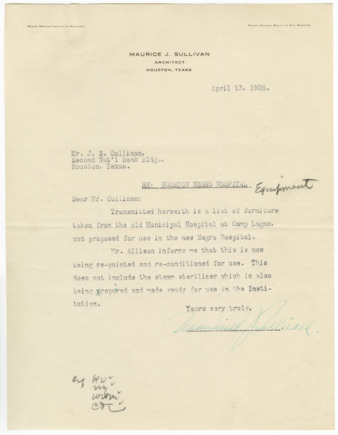 MAURICE J. SULLIVAN
ARCHITECT
HOUSTON, TEXAS
April 13, 1926.
Mr. J. S. Cullinan,
Second Nat'l Bank Bldg.,
Houston, Texas.
RE: HOUSTON NEGRO HOSPITAL
Equipment
Dear Mr. Cullinan:
Transmitted herewith is a list of furniture
taken from the old Municipal Hospital at Camp Logan,
and proposed for use in the new Negro Hospital.
Mr. Allison informs me that this is now
being re-painted and re-conditioned for use. This
does not include the steam sterilizer which is also
being prepared and made ready for use in the Insti-
tution.
Yours very truly,
Maurice J. Sullivan